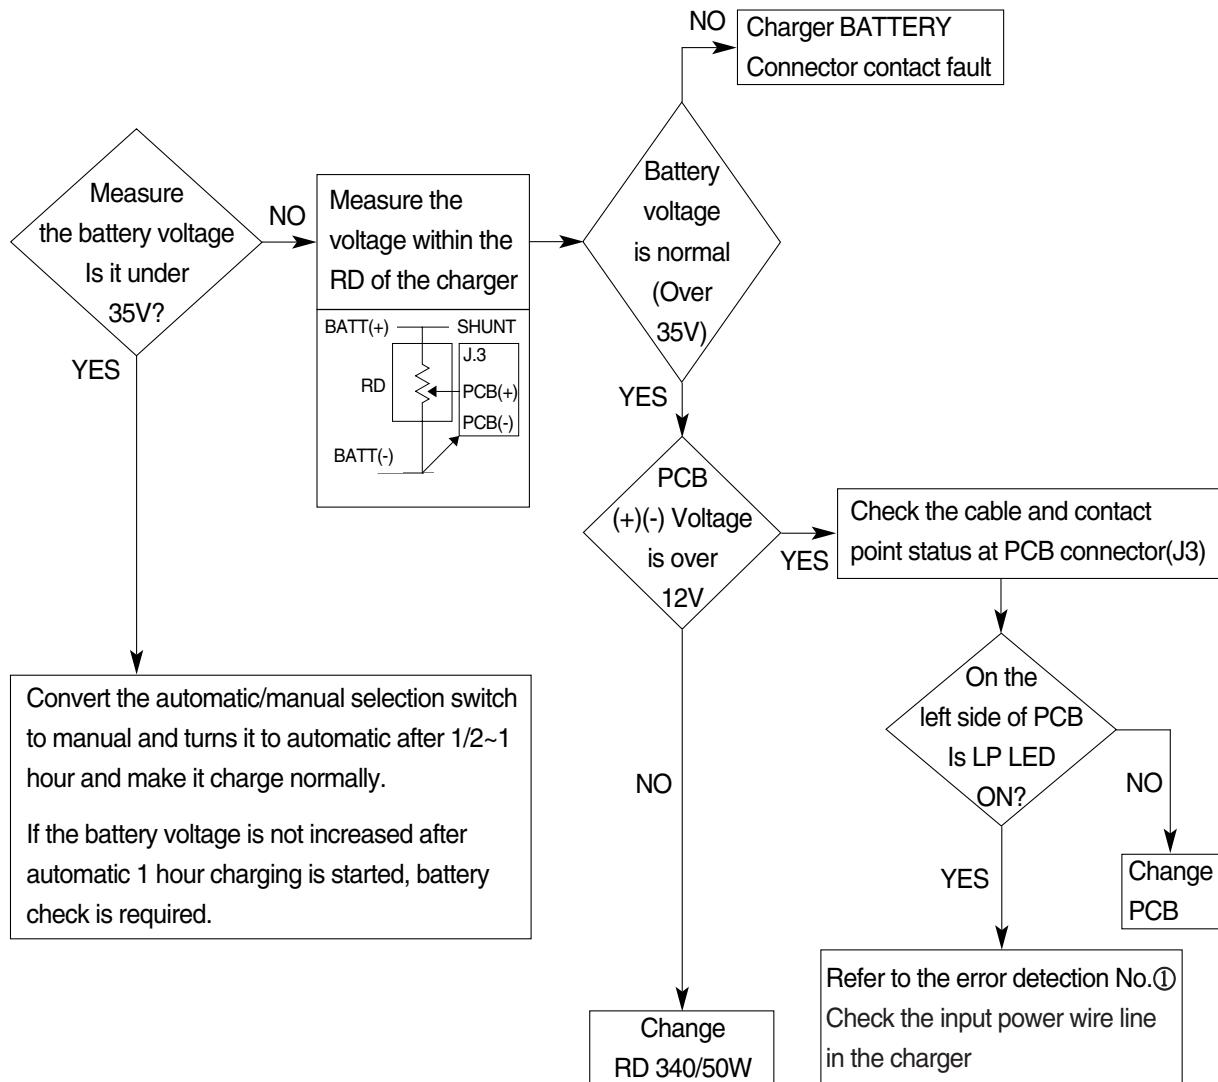 Measure
the battery voltage
Is it under
35V?
NO
YES
Measure the
voltage within the
RD of the charger
BATT(+)
SHUNT
J.3
RD
PCB(+)
PCB(-)
BATT(-)
Battery
voltage
is normal
(Over
35V)
NO
Charger BATTERY
Connector contact fault
YES
PCB
(+)(-) Voltage
is over
12V
YES
Check the cable and contact
point status at PCB connector(J3)
On the
left side of PCB
Is LP LED
ON?
NO
Change
PCB
YES
Refer to the error detection No.①
Check the input power wire line
in the charger
NO
Change
RD 340/50W
Convert the automatic/manual selection switch
to manual and turns it to automatic after 1/2~1
hour and make it charge normally.
If the battery voltage is not increased after
automatic 1 hour charging is started, battery
check is required.